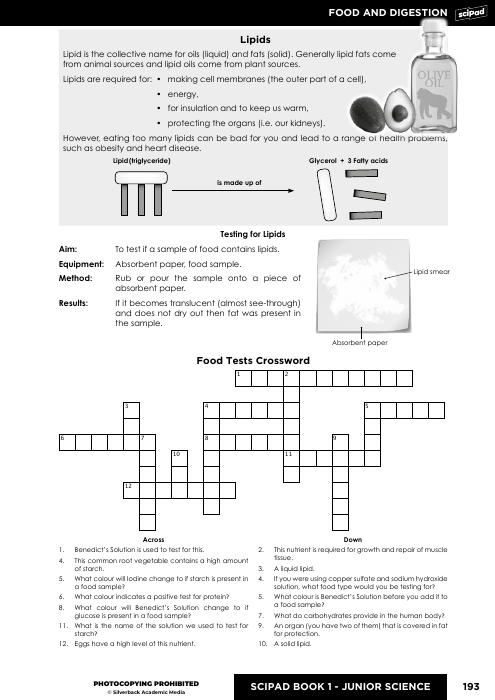 FOOD AND DIGESTION
scipad
Lipids
Lipid is the collective name for oils (liquid) and fats (solid). Generally lipid fats come
from animal sources and lipid oils come from plant sources.
Lipids are required for: • making cell membranes (the outer part of a cell),
• energy,
• for insulation and to keep us warm,
• protecting the organs (i.e. our kidneys).
OLIVE
OIL
However, eating too many lipids can be bad for you and lead to a range of health problems,
such as obesity and heart disease.
Lipid(triglyceride)
Glycerol + 3 Fatty acids
is made up of
Testing for Lipids
Aim: To test if a sample of food contains lipids.
Equipment: Absorbent paper, food sample.
Method: Rub or pour the sample onto a piece of
absorbent paper.
Results: If it becomes translucent (almost see-through)
and does not dry out then fat was present in
the sample.
Lipid smear
Absorbent paper
Food Tests Crossword
1 2
3 4 5
6 7 8 9
10 11
12
Across
1. Benedict's Solution is used to test for this.
4. This common root vegetable contains a high amount
of starch.
5. What colour will Iodine change to if starch is present in
a food sample?
6. What colour indicates a positive test for protein?
8. What colour will Benedict's Solution change to if
glucose is present in a food sample?
11. What is the name of the solution we used to test for
starch?
12. Eggs have a high level of this nutrient.
Down
2. This nutrient is required for growth and repair of muscle
tissue.
3. A liquid lipid.
4. If you were using copper sulfate and sodium hydroxide
solution, what food type would you be testing for?
5. What colour is Benedict's Solution before you add it to
a food sample?
7. What do carbohydrates provide in the human body?
9. An organ (you have two of them) that is covered in fat
for protection.
10. A solid lipid.
PHOTOCOPYING PROHIBITED
© Silverback Academic Media
SCIPAD BOOK 1 - JUNIOR SCIENCE
193